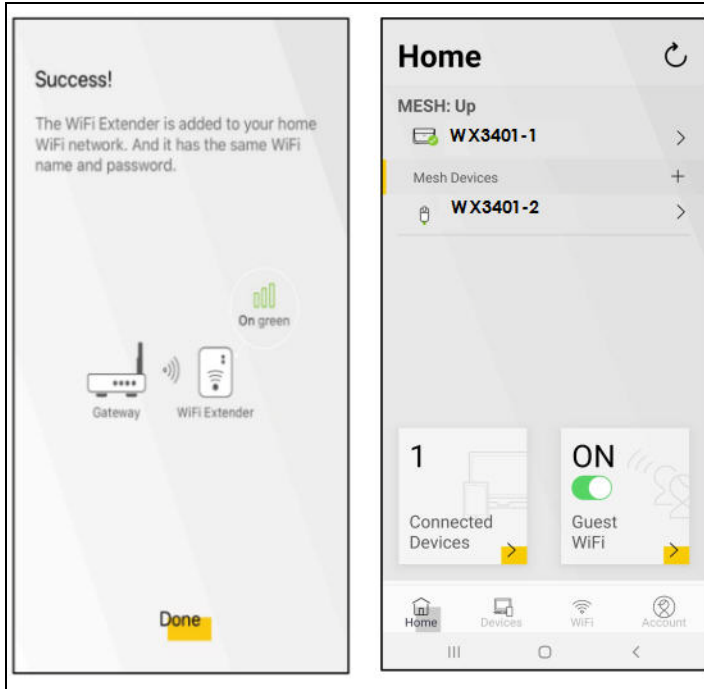 Success!
The WiFi Extender is added to your home
WiFi network. And it has the same WiFi
name and password.
On green
Gateway WiFi Extender
Done
Home
MESH: Up
WX3401-1
Mesh Devices +
WX3401-2
1
Connected
Devices
ON
Guest
WiFi
Home Devices WiFi Account